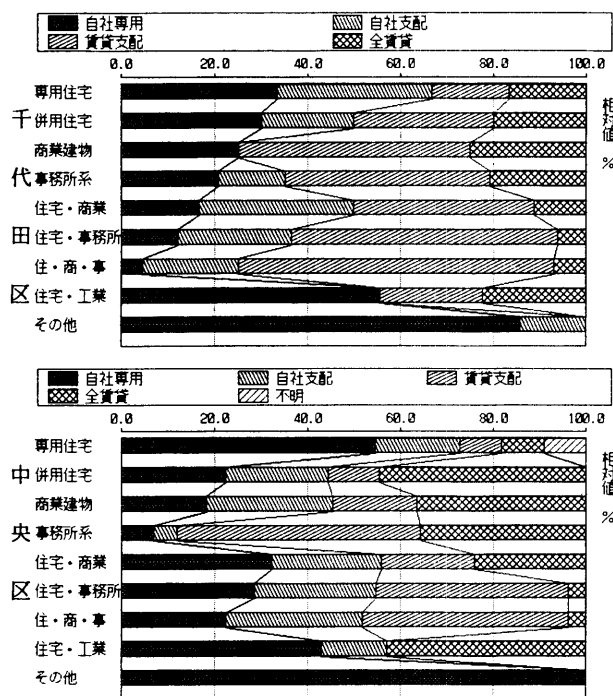 自社専用 自社支配
賃貸支配 全賃貸
0.0 20.0 40.0 60.0 80.0 100.0
専用住宅
併用住宅
商業建物
事務所系
住宅・商業
住宅・事務所
住・商・事
住宅・工業
その他
千代田区
相対値 %
自社専用 自社支配 賃貸支配
全賃貸 不明
0.0 20.0 40.0 60.0 80.0 100.0
専用住宅
併用住宅
商業建物
事務所系
住宅・商業
住宅・事務所
住・商・事
住宅・工業
その他
中央区
相対値 %